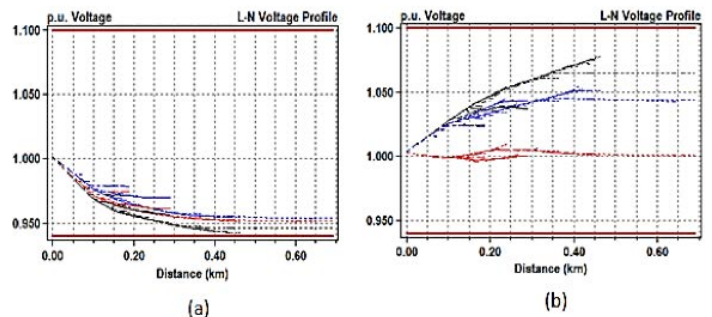 p.u. Voltage L-N Voltage Profile
1.100
1.050
1.000
0.950
0.00 0.20 0.40 0.60
Distance (km)
(a)
p.u. Voltage L-N Voltage Profile
1.100
1.050
1.000
0.950
0.00 0.20 0.40 0.60
Distance (km)
(b)